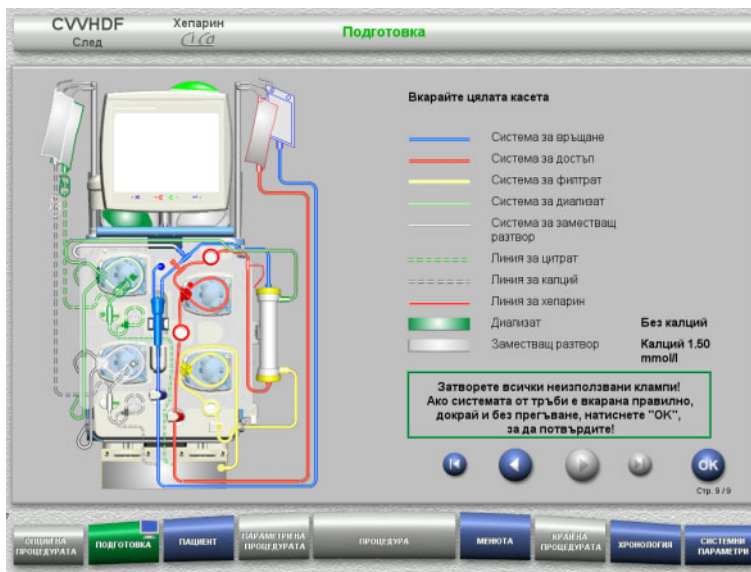 CVVHDF
След
Хепарин
Ci Ca
Подготовка
Вкарайте цялата касета
Система за връщане
Система за достъп
Система за филтрат
Система за диализат
Система за заместващ
разтвор
Линия за цитрат
Линия за калций
Линия за хепарин
Диализат Без калций
Заместващ разтвор Калций 1.50
mmol/l
Затворете всички неизползвани клампи!
Ако системата от тръби е вкарана правилно,
докрай и без прегъване, натиснете "ОК",
за да потвърдите!
OK
Стр. 9 / 9
ОПЦИИ НА
ПРОЦЕДУРАТА
ПОДГОТОВКА
ПАЦИЕНТ
ПАРАМЕТРИ НА
ПРОЦЕДУРАТА
ПРОЦЕДУРА
МЕНЮТА
КРАЙ НА
ПРОЦЕДУРАТА
ХРОНОЛОГИЯ
СИСТЕМНИ
ПАРАМЕТРИ